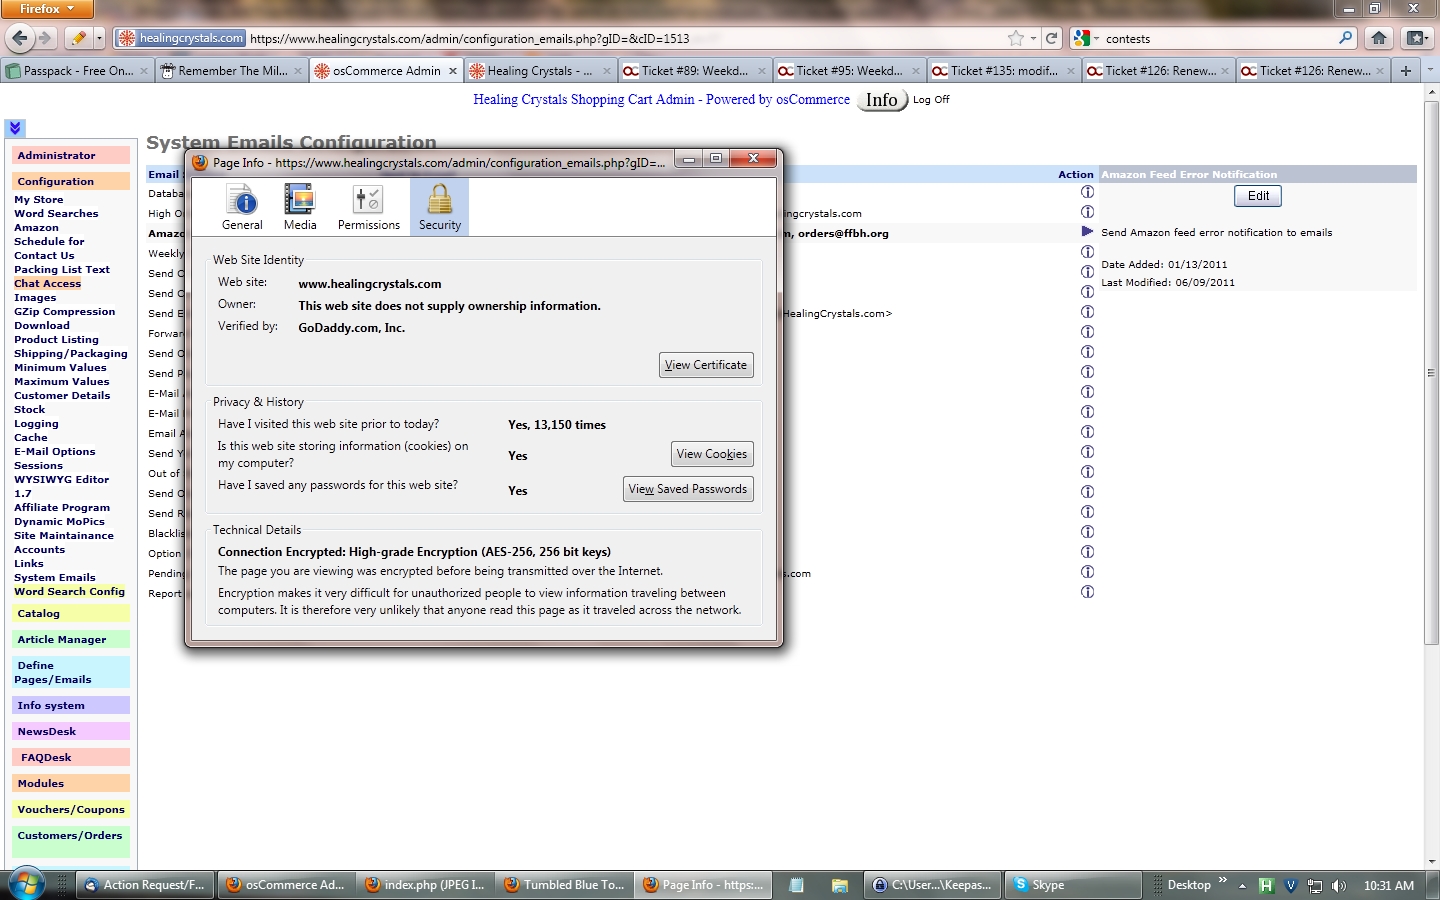 Firefox
healingcrystals.com https://www.healingcrystals.com/admin/configuration_emails.php?gID=&cID=1513
contests
Passpack - Free On...
Remember The Mil...
osCommerce Admin
Healing Crystals - ...
Ticket #89: Weekd...
Ticket #95: Weekd...
Ticket #135: modif...
Ticket #126: Renew...
Ticket #126: Renew...
Healing Crystals Shopping Cart Admin - Powered by osCommerce Info Log Off
Administrator
Configuration
My Store
Word Searches
Amazon
Schedule for
Contact Us
Packing List Text
Chat Access
Images
GZip Compression
Download
Product Listing
Shipping/Packaging
Minimum Values
Maximum Values
Customer Details
Stock
Logging
Cache
E-Mail Options
Sessions
WYSIWYG Editor
1.7
Affiliate Program
Dynamic MoPics
Site Maintainance
Accounts
Links
System Emails
Word Search Config
Catalog
Article Manager
Define
Pages/Emails
Info system
NewsDesk
FAQDesk
Modules
Vouchers/Coupons
Customers/Orders
System Emails Configuration
Email
Action
Databa
High O
ingcrystals.com
Amazo
m, orders@ffbh.org
Weekly
Send O
Send O
Send E
HealingCrystals.com>
Forwar
Send O
Send P
E-Mail
E-Mail
Email A
Send Y
Out of
Send O
Send R
Blacklis
Option
Pending
s.com
Report
Page Info - https://www.healingcrystals.com/admin/configuration_emails.php?gID=...
General
Media
Permissions
Security
Web Site Identity
Web site: www.healingcrystals.com
Owner: This web site does not supply ownership information.
Verified by: GoDaddy.com, Inc.
View Certificate
Privacy & History
Have I visited this web site prior to today? Yes, 13,150 times
Is this web site storing information (cookies) on
my computer? Yes View Cookies
Have I saved any passwords for this web site? Yes View Saved Passwords
Technical Details
Connection Encrypted: High-grade Encryption (AES-256, 256 bit keys)
The page you are viewing was encrypted before being transmitted over the Internet.
Encryption makes it very difficult for unauthorized people to view information traveling between
computers. It is therefore very unlikely that anyone read this page as it traveled across the network.
Amazon Feed Error Notification
Edit
Send Amazon feed error notification to emails
Date Added: 01/13/2011
Last Modified: 06/09/2011
Action Request/F...
osCommerce Ad...
index.php (JPEG I...
Tumbled Blue To...
Page Info - https:...
C:\User...\Keepas...
Skype
Desktop
10:31 AM